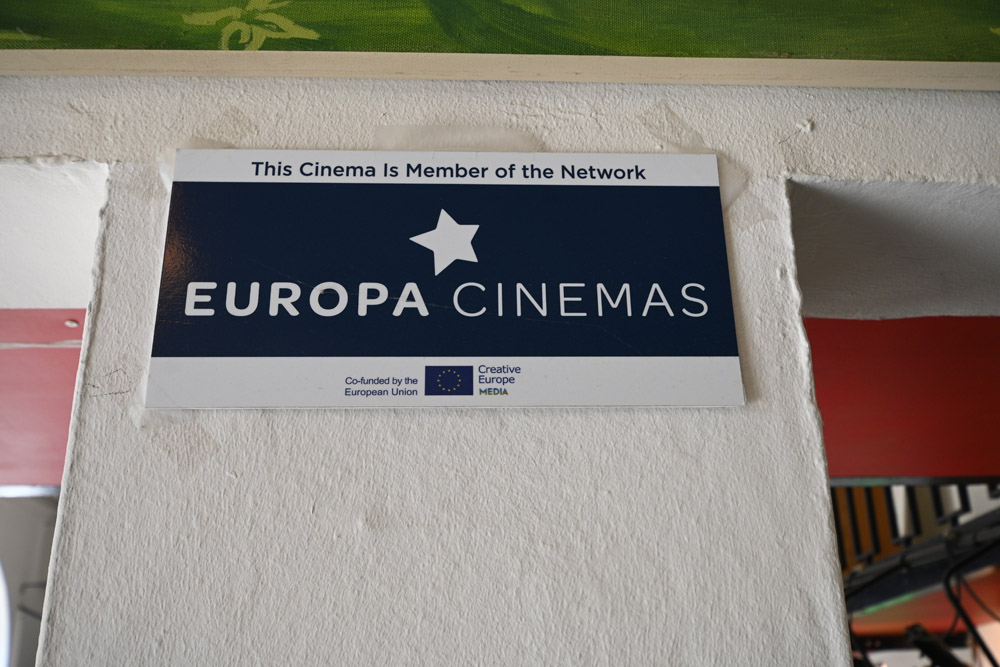 This Cinema Is Member of the Network
EUROPA CINEMAS
Co-funded by the
European Union
Creative
Europe
MEDIA